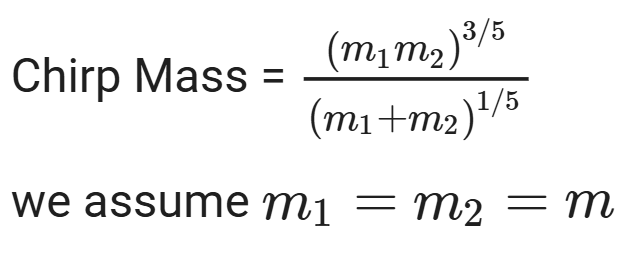 Chirp Mass = (m₁m₂)^{3/5} / (m₁+m₂)^{1/5}
we assume m₁ = m₂ = m